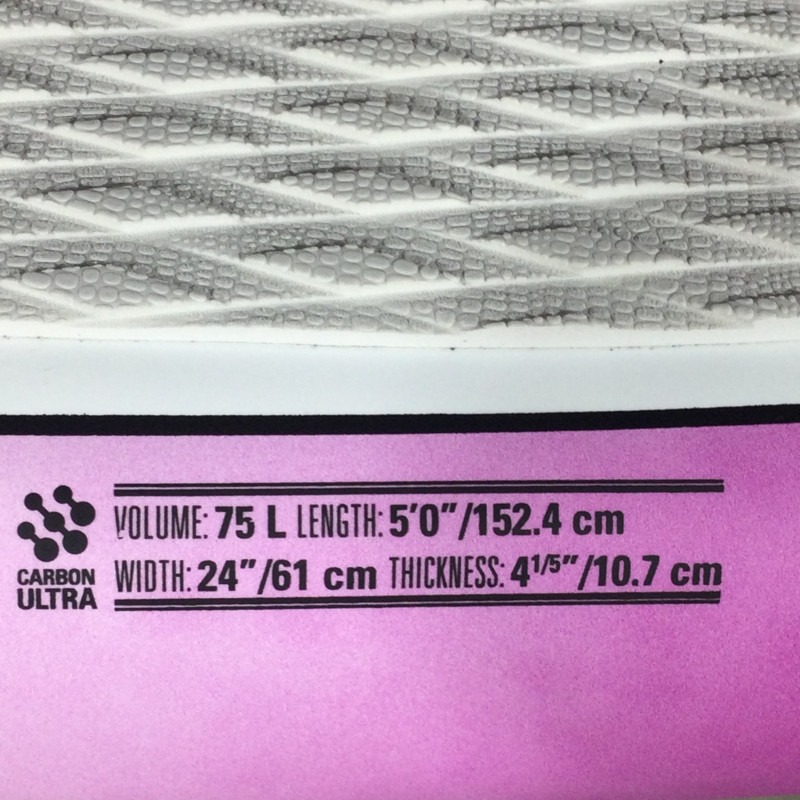 VOLUME: 75 L LENGTH: 5'0"/152.4 cm
WIDTH: 24"/61 cm THICKNESS: 4 1/5"/10.7 cm
CARBON
ULTRA